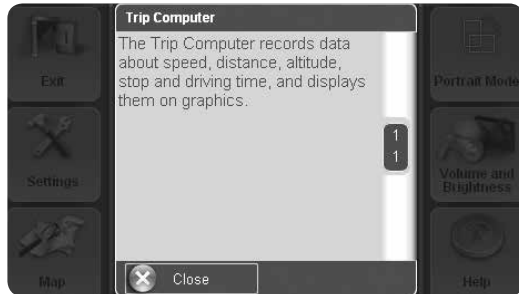 Trip Computer
The Trip Computer records data
about speed, distance, altitude,
stop and driving time, and displays
them on graphics.
1
1
Close
Exit
Settings
Map
Portrait Mode
Volume and
Brightness
Help